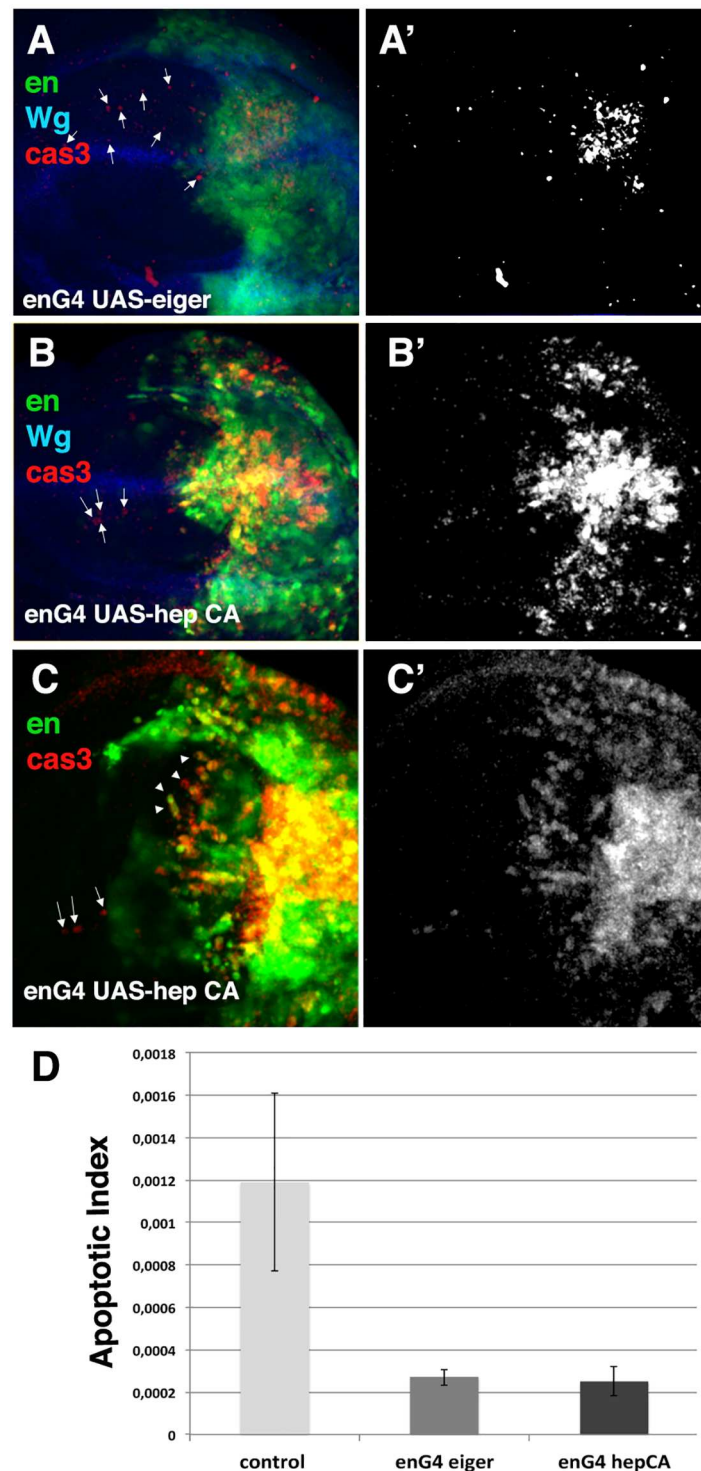 A
en
Wg
cas3
enG4 UAS-eiger
A'
B
en
Wg
cas3
enG4 UAS-hep CA
B'
C
en
cas3
enG4 UAS-hep CA
C'
D
Apoptotic Index
0,0018
0,0016
0,0014
0,0012
0,001
0,0008
0,0006
0,0004
0,0002
0
control
enG4 eiger
enG4 hepCA